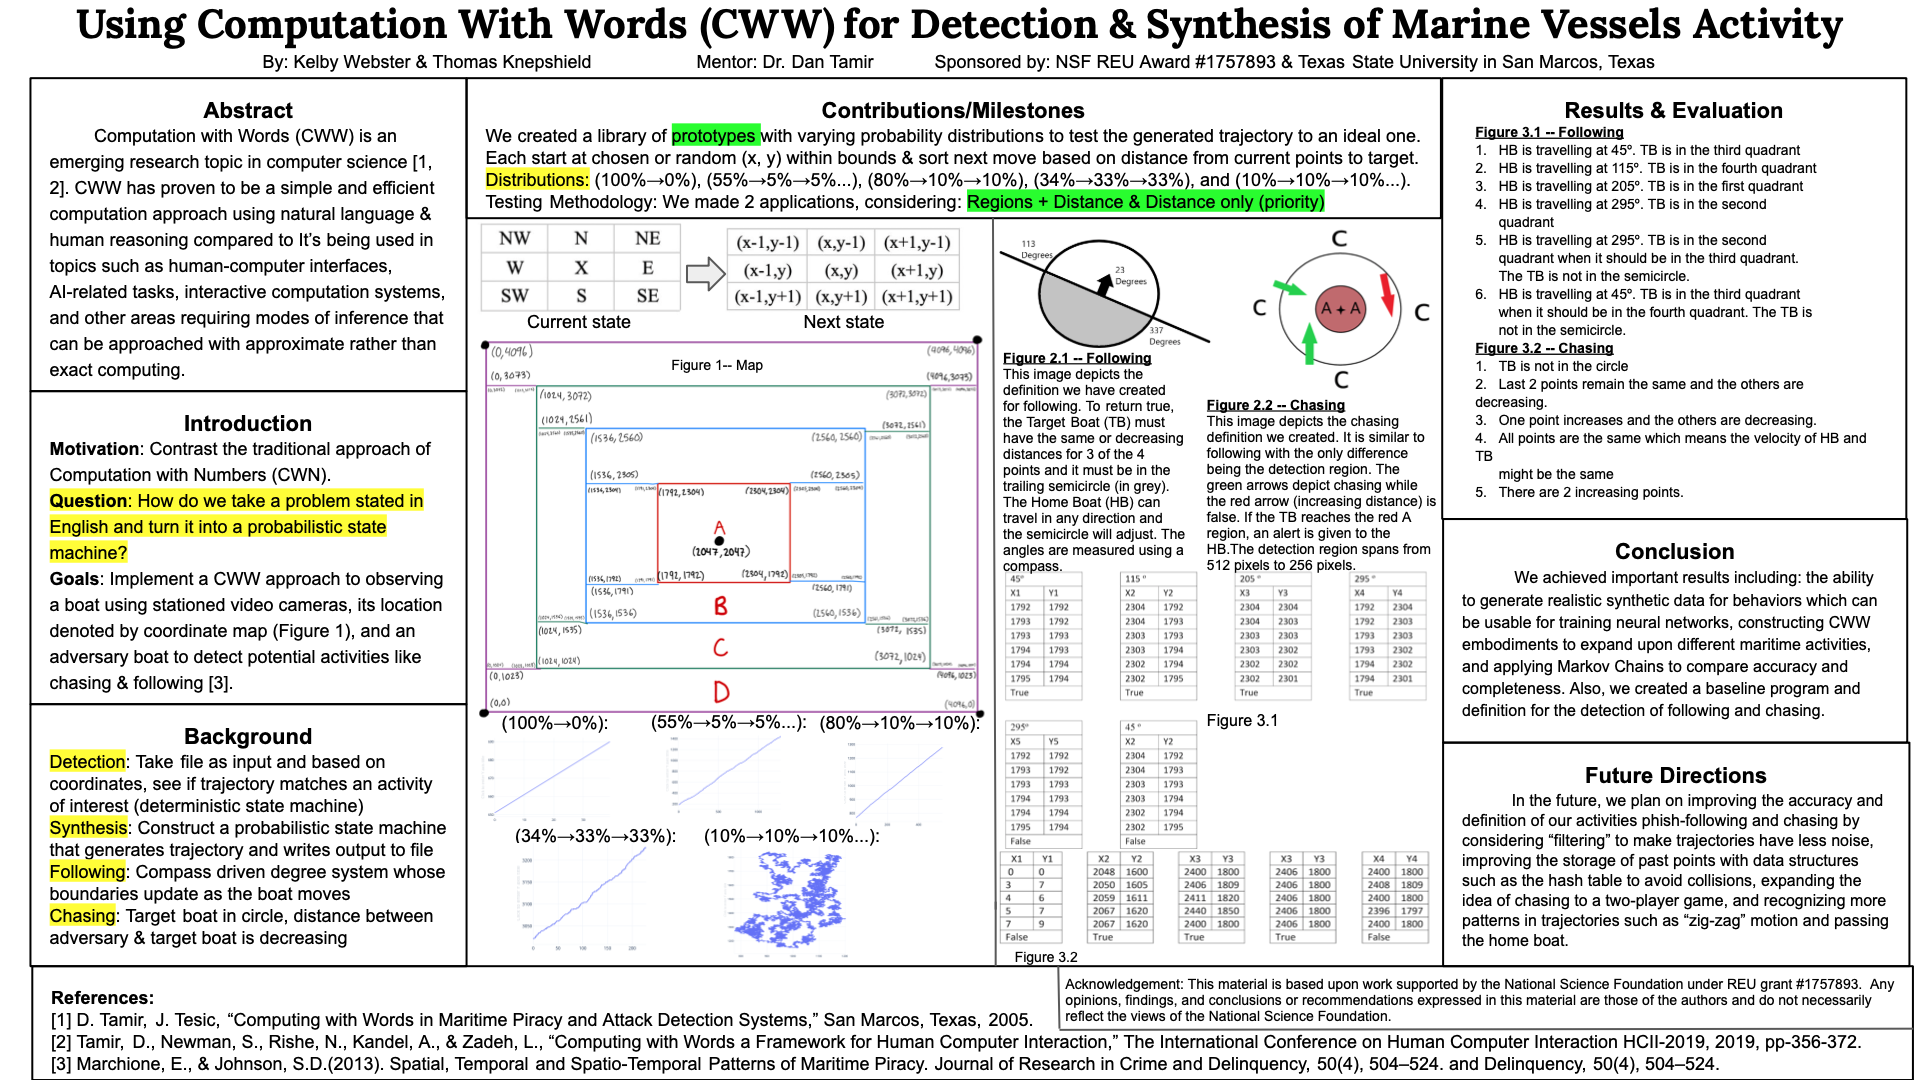 Using Computation With Words (CWW) for Detection & Synthesis of Marine Vessels Activity
By: Kelby Webster & Thomas Knepshield
Mentor: Dr. Dan Tamir
Sponsored by: NSF REU Award #1757893 & Texas State University in San Marcos, Texas
Abstract
Computation with Words (CWW) is an
emerging research topic in computer science [1,
2]. CWW has proven to be a simple and efficient
computation approach using natural language &
human reasoning compared to It’s being used in
topics such as human-computer interfaces,
AI-related tasks, interactive computation systems,
and other areas requiring modes of inference that
can be approached with approximate rather than
exact computing.
Introduction
Motivation: Contrast the traditional approach of
Computation with Numbers (CWN).
Question: How do we take a problem stated in
English and turn it into a probabilistic state
machine?
Goals: Implement a CWW approach to observing
a boat using stationed video cameras, its location
denoted by coordinate map (Figure 1), and an
adversary boat to detect potential activities like
chasing & following [3].
Background
Detection: Take file as input and based on
coordinates, see if trajectory matches an activity
of interest (deterministic state machine)
Synthesis: Construct a probabilistic state machine
that generates trajectory and writes output to file
Following: Compass driven degree system whose
boundaries update as the boat moves
Chasing: Target boat in circle, distance between
adversary & target boat is decreasing
Contributions/Milestones
We created a library of prototypes with varying probability distributions to test the generated trajectory to an ideal one.
Each start at chosen or random (x, y) within bounds & sort next move based on distance from current points to target.
Distributions: (100%→0%), (55%→5%→5%...), (80%→10%→10%), (34%→33%→33%), and (10%→10%→10%...).
Testing Methodology: We made 2 applications, considering: Regions + Distance & Distance only (priority)
NW N NE
W X E
SW S SE
Current state
(x-1,y-1) (x,y-1) (x+1,y-1)
(x-1,y) (x,y) (x+1,y)
(x-1,y+1) (x,y+1) (x+1,y+1)
Next state
Figure 1-- Map
(0,4096) (4096,4096)
(0,3073) (4096,3073)
(1024,3072) (3072,3072)
(1024,2561) (3072,2561)
(1536,2560) (2560,2560)
(1536,2305) (2560,2305)
(1536,2304) (1792,2304) (2304,2304)
A
(2047,2047)
(1536,1792) (1792,1792) (2304,1792)
(1536,1791) (2560,1791)
B
(1536,1536) (2560,1536)
(1024,1535) (3072,1535)
C
(1024,1024) (3072,1024)
(0,1023) (4096,1023)
D
(0,0) (4096,0)
(100%→0%): (55%→5%→5%...): (80%→10%→10%):
(34%→33%→33%): (10%→10%→10%...):
0 50 100 150 200
113
Degrees
23
Degrees
337
Degrees
Figure 2.1 -- Following
This image depicts the
definition we have created
for following. To return true,
the Target Boat (TB) must
have the same or decreasing
distances for 3 of the 4
points and it must be in the
trailing semicircle (in grey).
The Home Boat (HB) can
travel in any direction and
the semicircle will adjust. The
angles are measured using a
compass.
C
C A + A C
C
Figure 2.2 -- Chasing
This image depicts the chasing
definition we created. It is similar to
following with the only difference
being the detection region. The
green arrows depict chasing while
the red arrow (increasing distance) is
false. If the TB reaches the red A
region, an alert is given to the
HB.The detection region spans from
512 pixels to 256 pixels.
45°
X1 Y1
1792 1792
1793 1792
1793 1793
1794 1793
1794 1794
1795 1794
True
115 °
X2 Y2
2304 1792
2304 1793
2303 1793
2303 1794
2302 1794
2302 1795
True
205 °
X3 Y3
2304 2304
2304 2303
2303 2303
2303 2302
2302 2302
2302 2301
True
295 °
X4 Y4
1792 2304
1792 2303
1793 2303
1793 2302
1794 2302
1794 2301
True
295°
X5 Y5
1792 1792
1793 1792
1793 1793
1794 1793
1794 1794
1795 1794
False
45 °
X2 Y2
2304 1792
2304 1793
2303 1793
2303 1794
2302 1794
2302 1795
False
Figure 3.1
X1 Y1
0 0
3 7
4 6
5 7
7 9
False
X2 Y2
2048 1600
2050 1605
2059 1611
2067 1620
2067 1620
True
X3 Y3
2400 1800
2406 1809
2411 1820
2440 1850
2400 1800
True
X3 Y3
2406 1800
2406 1800
2406 1800
2406 1800
2406 1800
True
X4 Y4
2400 1800
2408 1809
2400 1800
2396 1797
2400 1800
False
Figure 3.2
Results & Evaluation
Figure 3.1 -- Following
1. HB is travelling at 45º. TB is in the third quadrant
2. HB is travelling at 115º. TB is in the fourth quadrant
3. HB is travelling at 205º. TB is in the first quadrant
4. HB is travelling at 295º. TB is in the second
quadrant
5. HB is travelling at 295º. TB is in the second
quadrant when it should be in the third quadrant.
The TB is not in the semicircle.
6. HB is travelling at 45º. TB is in the third quadrant
when it should be in the fourth quadrant. The TB is
not in the semicircle.
Figure 3.2 -- Chasing
1. TB is not in the circle
2. Last 2 points remain the same and the others are
decreasing.
3. One point increases and the others are decreasing.
4. All points are the same which means the velocity of HB and
TB
might be the same
5. There are 2 increasing points.
Conclusion
We achieved important results including: the ability
to generate realistic synthetic data for behaviors which can
be usable for training neural networks, constructing CWW
embodiments to expand upon different maritime activities,
and applying Markov Chains to compare accuracy and
completeness. Also, we created a baseline program and
definition for the detection of following and chasing.
Future Directions
In the future, we plan on improving the accuracy and
definition of our activities phish-following and chasing by
considering “filtering” to make trajectories have less noise,
improving the storage of past points with data structures
such as the hash table to avoid collisions, expanding the
idea of chasing to a two-player game, and recognizing more
patterns in trajectories such as “zig-zag” motion and passing
the home boat.
Acknowledgement: This material is based upon work supported by the National Science Foundation under REU grant #1757893. Any
opinions, findings, and conclusions or recommendations expressed in this material are those of the authors and do not necessarily
reflect the views of the National Science Foundation.
References:
[1] D. Tamir, J. Tesic, “Computing with Words in Maritime Piracy and Attack Detection Systems,” San Marcos, Texas, 2005.
[2] Tamir, D., Newman, S., Rishe, N., Kandel, A., & Zadeh, L., “Computing with Words a Framework for Human Computer Interaction,” The International Conference on Human Computer Interaction HCII-2019, 2019, pp-356-372.
[3] Marchione, E., & Johnson, S.D.(2013). Spatial, Temporal and Spatio-Temporal Patterns of Maritime Piracy. Journal of Research in Crime and Delinquency, 50(4), 504–524. and Delinquency, 50(4), 504–524.